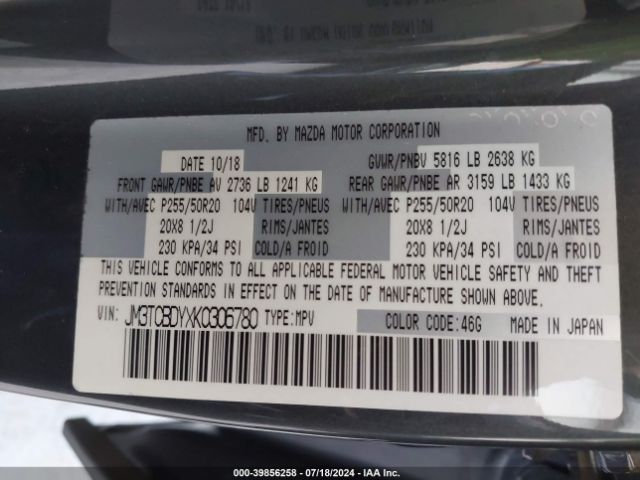 MFD. BY MAZDA MOTOR CORPORATION
DATE 10/18 GVWR/PNBV 5816 LB 2638 KG
FRONT GAWR/PNBE AV 2736 LB 1241 KG REAR GAWR/PNBE AR 3159 LB 1433 KG
WITH/AVEC P255/50R20 104V TIRES/PNEUS WITH/AVEC P255/50R20 104V TIRES/PNEUS
20X8 1/2J RIMS/JANTES 20X8 1/2J RIMS/JANTES
230 KPA/34 PSI COLD/A FROID 230 KPA/34 PSI COLD/A FROID
THIS VEHICLE CONFORMS TO ALL APPLICABLE FEDERAL MOTOR VEHICLE SAFETY AND THEFT
PREVENTION STANDARDS IN EFFECT ON THE DATE OF MANUFACTURE SHOWN ABOVE.
VIN: JM3TCBDYXK0306780 TYPE:MPV COLOR CODE:46G MADE IN JAPAN
000-39856258 - 07/18/2024 - IAA Inc.